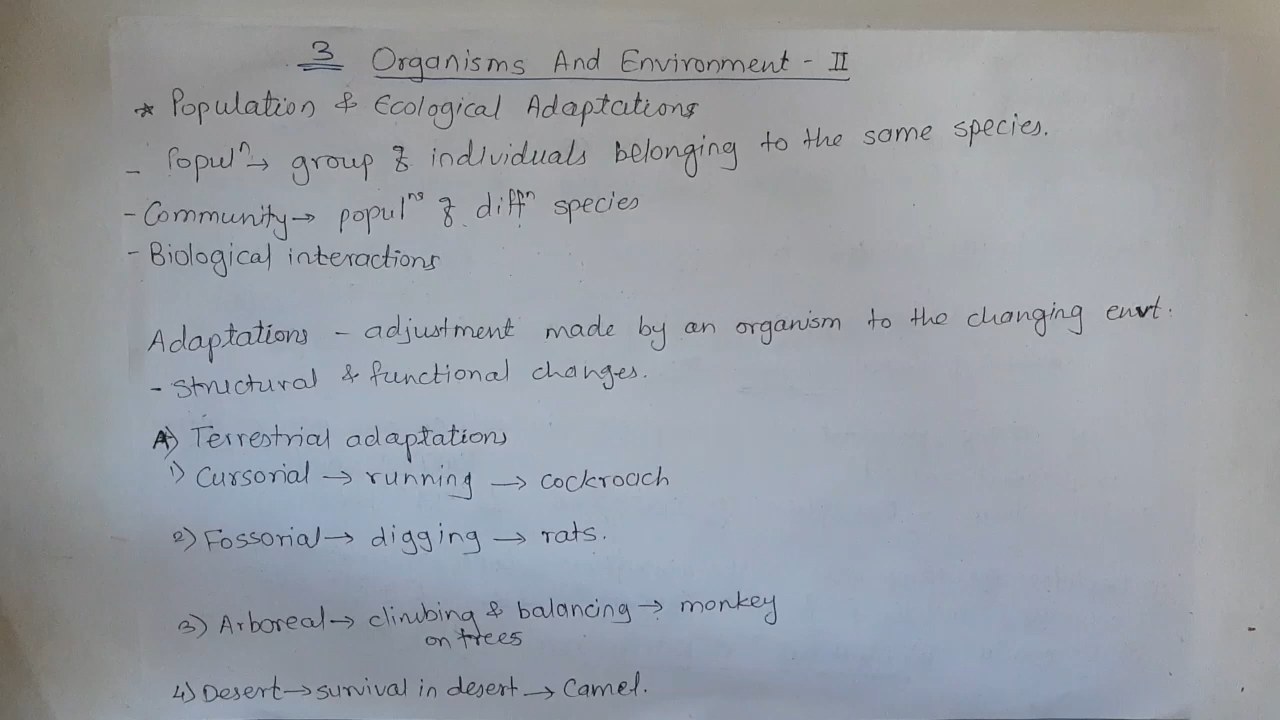 3 Organisms And Environment - II
* Population & Ecological Adaptations
- Populⁿ → group of individuals belonging to the same species.
- Community → populⁿˢ of diffⁿ species
- Biological interactions
Adaptations - adjustment made by an organism to the changing envt.
- Structural & functional changes.
A) Terrestrial adaptations
1) Cursorial → running → cockroach
2) Fossorial → digging → rats.
3) Arboreal → climbing & balancing → monkey
on trees
4) Desert → survival in desert → Camel.